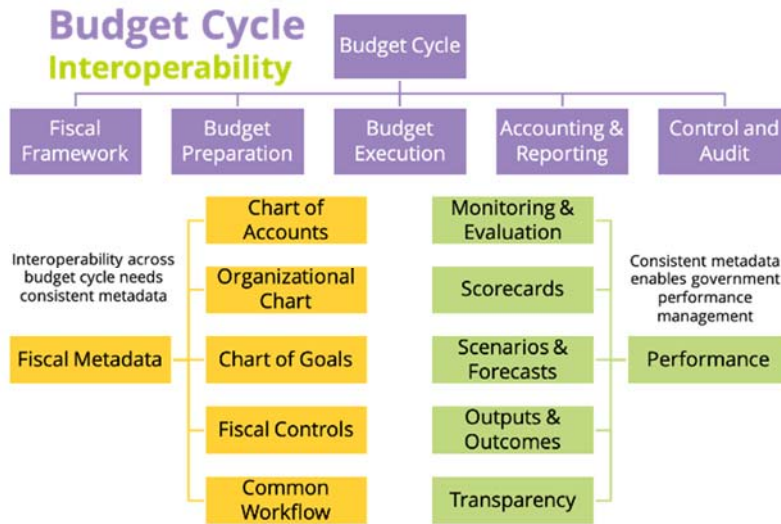 Budget Cycle
Interoperability
Budget Cycle
Fiscal
Framework
Budget
Preparation
Budget
Execution
Accounting &
Reporting
Control and
Audit
Interoperability across
budget cycle needs
consistent metadata
Fiscal Metadata
Chart of
Accounts
Organizational
Chart
Chart of Goals
Fiscal Controls
Common
Workflow
Monitoring &
Evaluation
Scorecards
Scenarios &
Forecasts
Outputs &
Outcomes
Transparency
Consistent metadata
enables government
performance
management
Performance